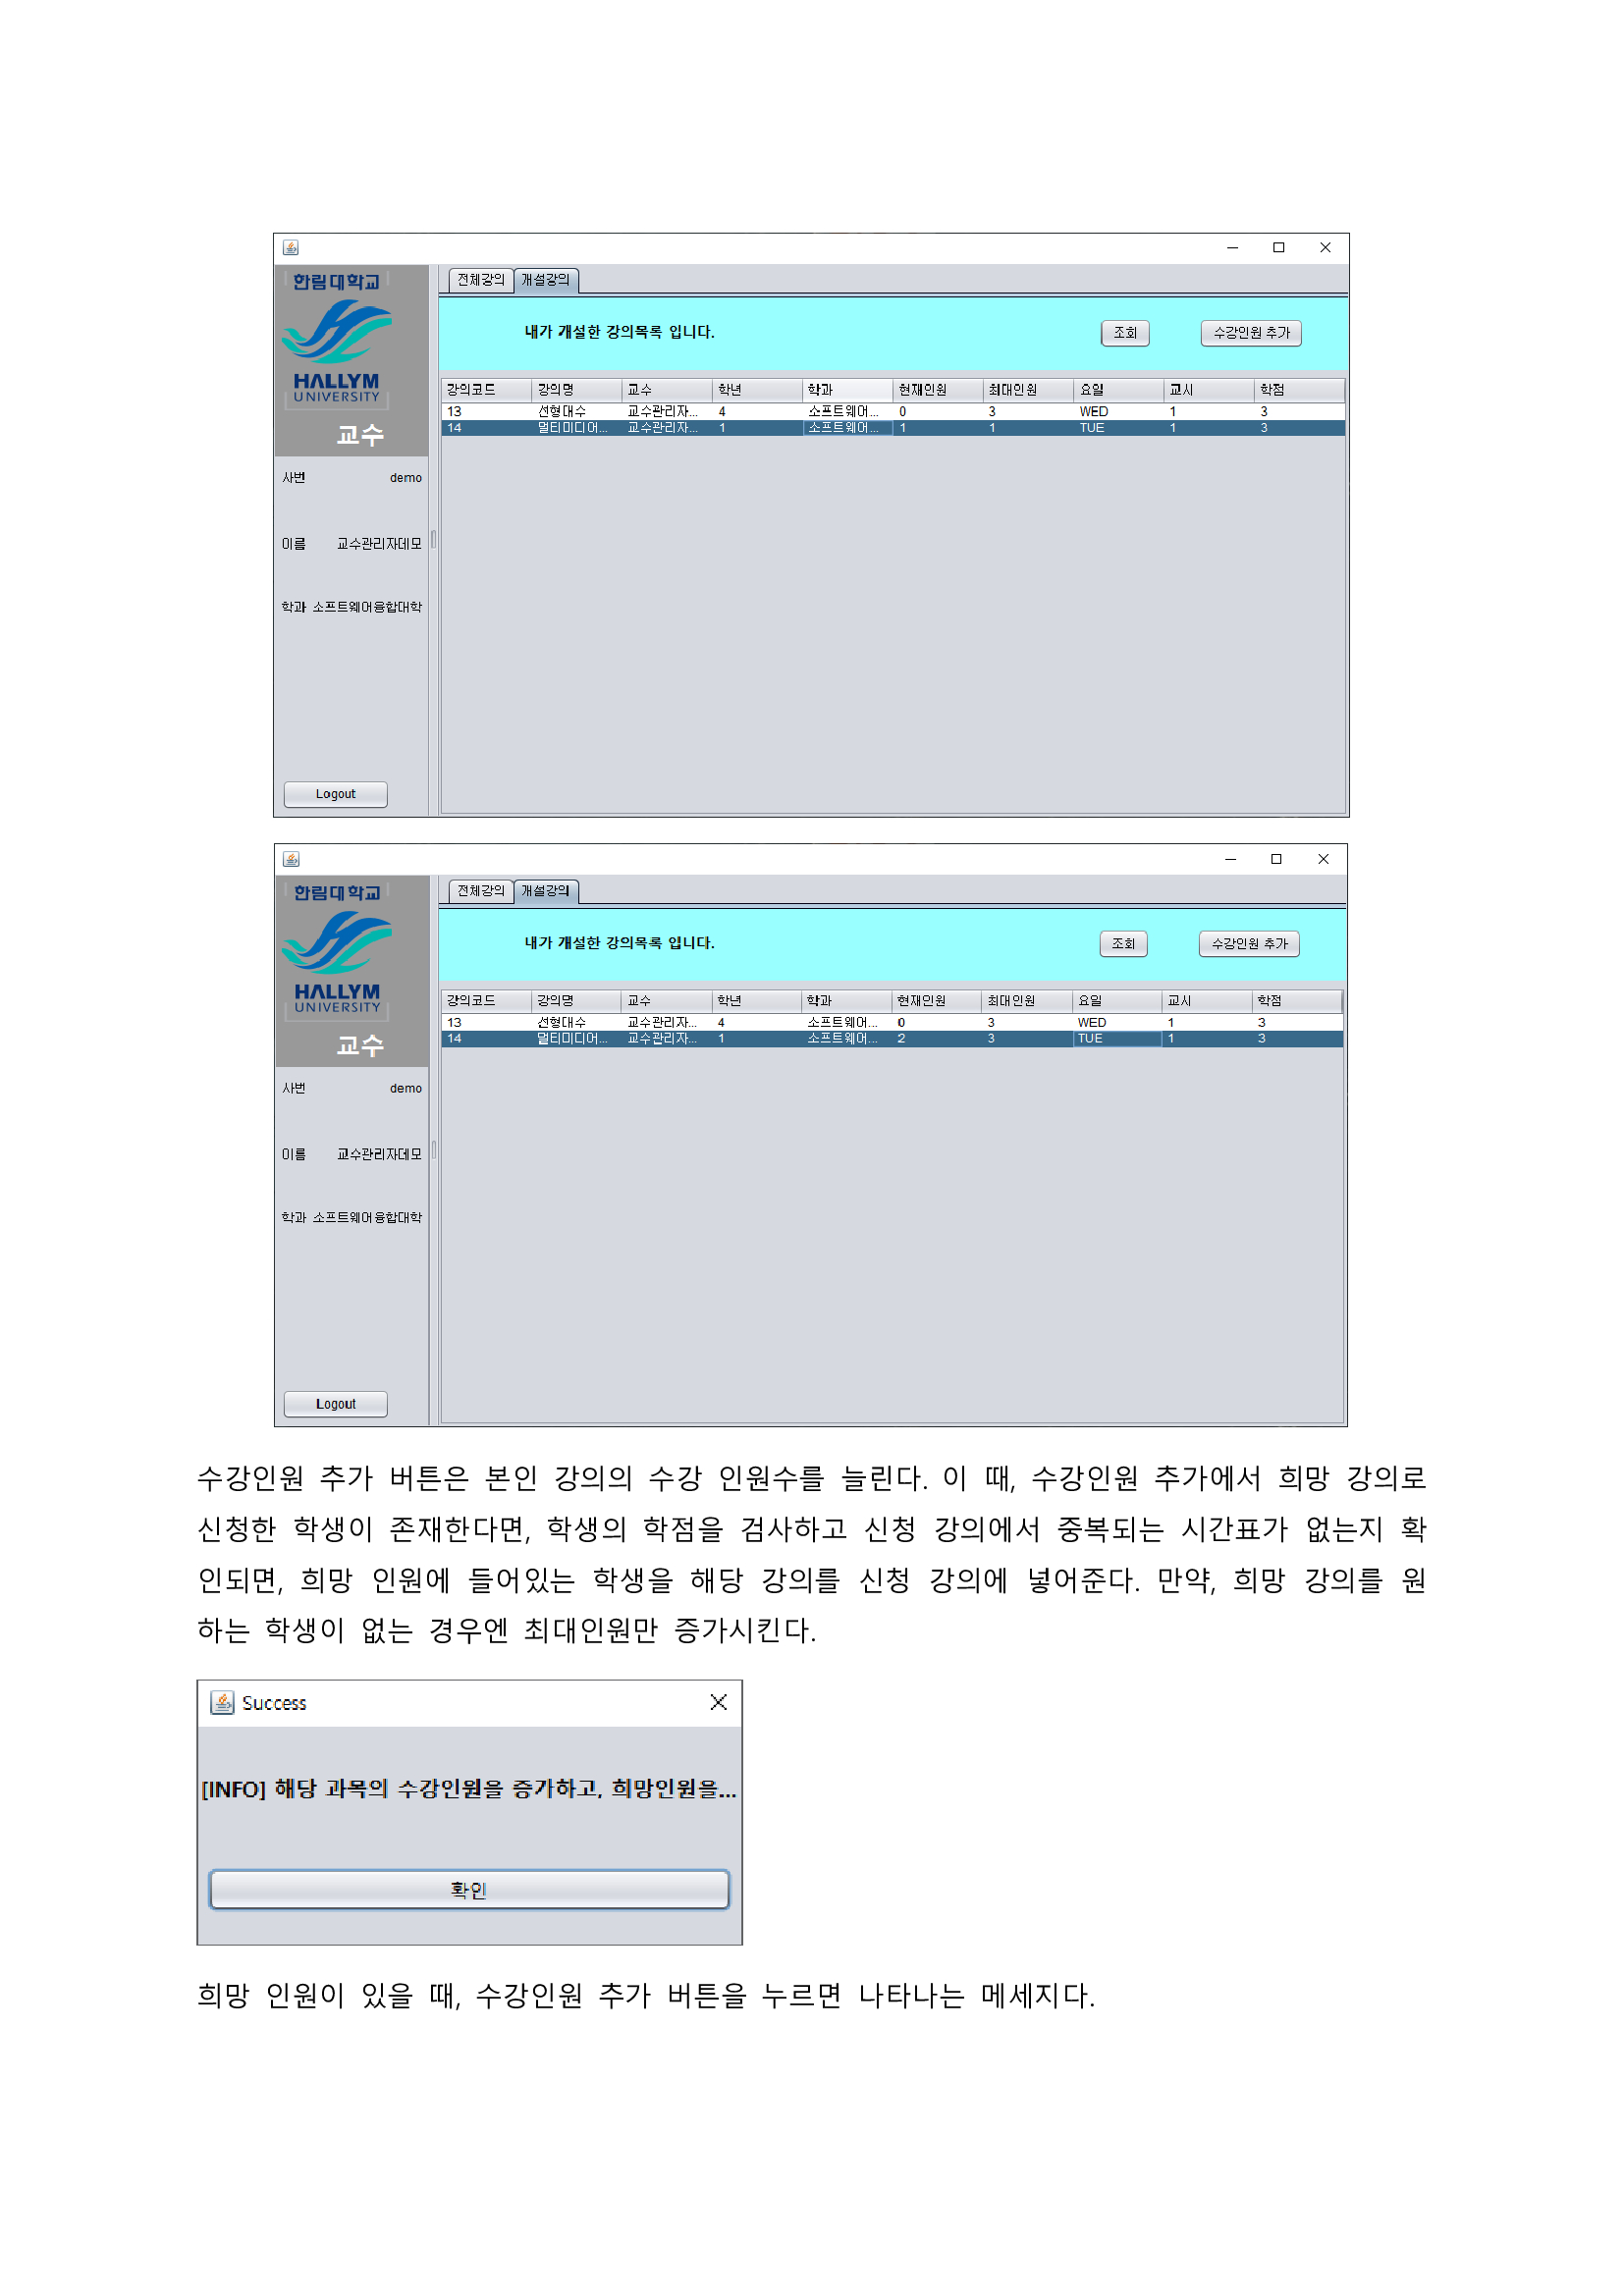 한림대학교
HALLYM
UNIVERSITY
교수
사번 demo
이름 교수관리자데모
학과 소프트웨어융합대학
Logout
전체강의 개설강의
내가 개설한 강의목록 입니다. 조회 수강인원 추가
강의코드 강의명 교수 학년 학과 현재인원 최대인원 요일 교시 학점
13 선형대수 교수관리자... 4 소프트웨어... 0 3 WED 1 3
14 멀티미디어... 교수관리자... 1 소프트웨어... 1 1 TUE 1 3
한림대학교
HALLYM
UNIVERSITY
교수
사번 demo
이름 교수관리자데모
학과 소프트웨어융합대학
Logout
전체강의 개설강의
내가 개설한 강의목록 입니다. 조회 수강인원 추가
강의코드 강의명 교수 학년 학과 현재인원 최대인원 요일 교시 학점
13 선형대수 교수관리자... 4 소프트웨어... 0 3 WED 1 3
14 멀티미디어... 교수관리자... 1 소프트웨어... 2 3 TUE 1 3
수강인원 추가 버튼은 본인 강의의 수강 인원수를 늘린다. 이 때, 수강인원 추가에서 희망 강의로
신청한 학생이 존재한다면, 학생의 학점을 검사하고 신청 강의에서 중복되는 시간표가 없는지 확
인되면, 희망 인원에 들어있는 학생을 해당 강의를 신청 강의에 넣어준다. 만약, 희망 강의를 원
하는 학생이 없는 경우엔 최대인원만 증가시킨다.
Success
[INFO] 해당 과목의 수강인원을 증가하고, 희망인원을...
확인
희망 인원이 있을 때, 수강인원 추가 버튼을 누르면 나타나는 메세지다.